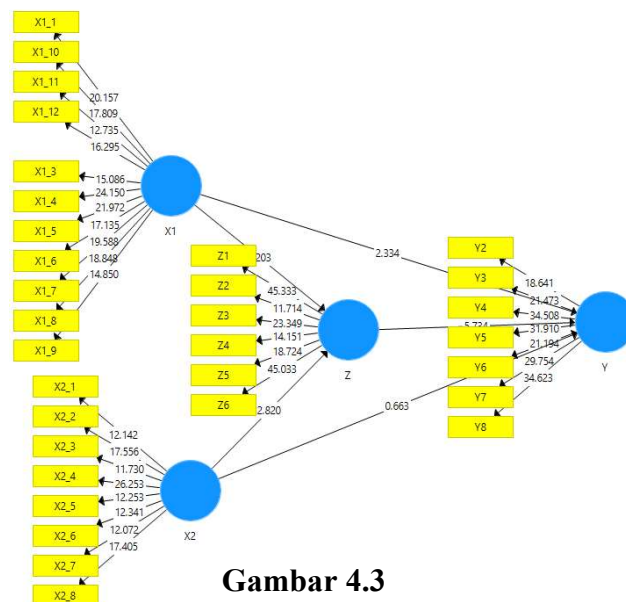 X1_1
X1_10
X1_11
X1_12
X1_3
X1_4
X1_5
X1_6
X1_7
X1_8
X1_9
20.157
17.809
12.735
16.295
15.086
24.150
21.972
17.135
19.588
18.848
14.850
X1
203
2.334
Z1
Z2
Z3
Z4
Z5
Z6
45.333
11.714
23.349
14.151
18.724
45.033
Z
2.820
0.663
Y2
Y3
Y4
Y5
Y6
Y7
Y8
18.641
21.473
34.508
31.910
21.194
29.754
34.623
Y
X2_1
X2_2
X2_3
X2_4
X2_5
X2_6
X2_7
X2_8
12.142
17.556
11.730
26.253
12.253
12.341
12.072
17.405
X2
Gambar 4.3